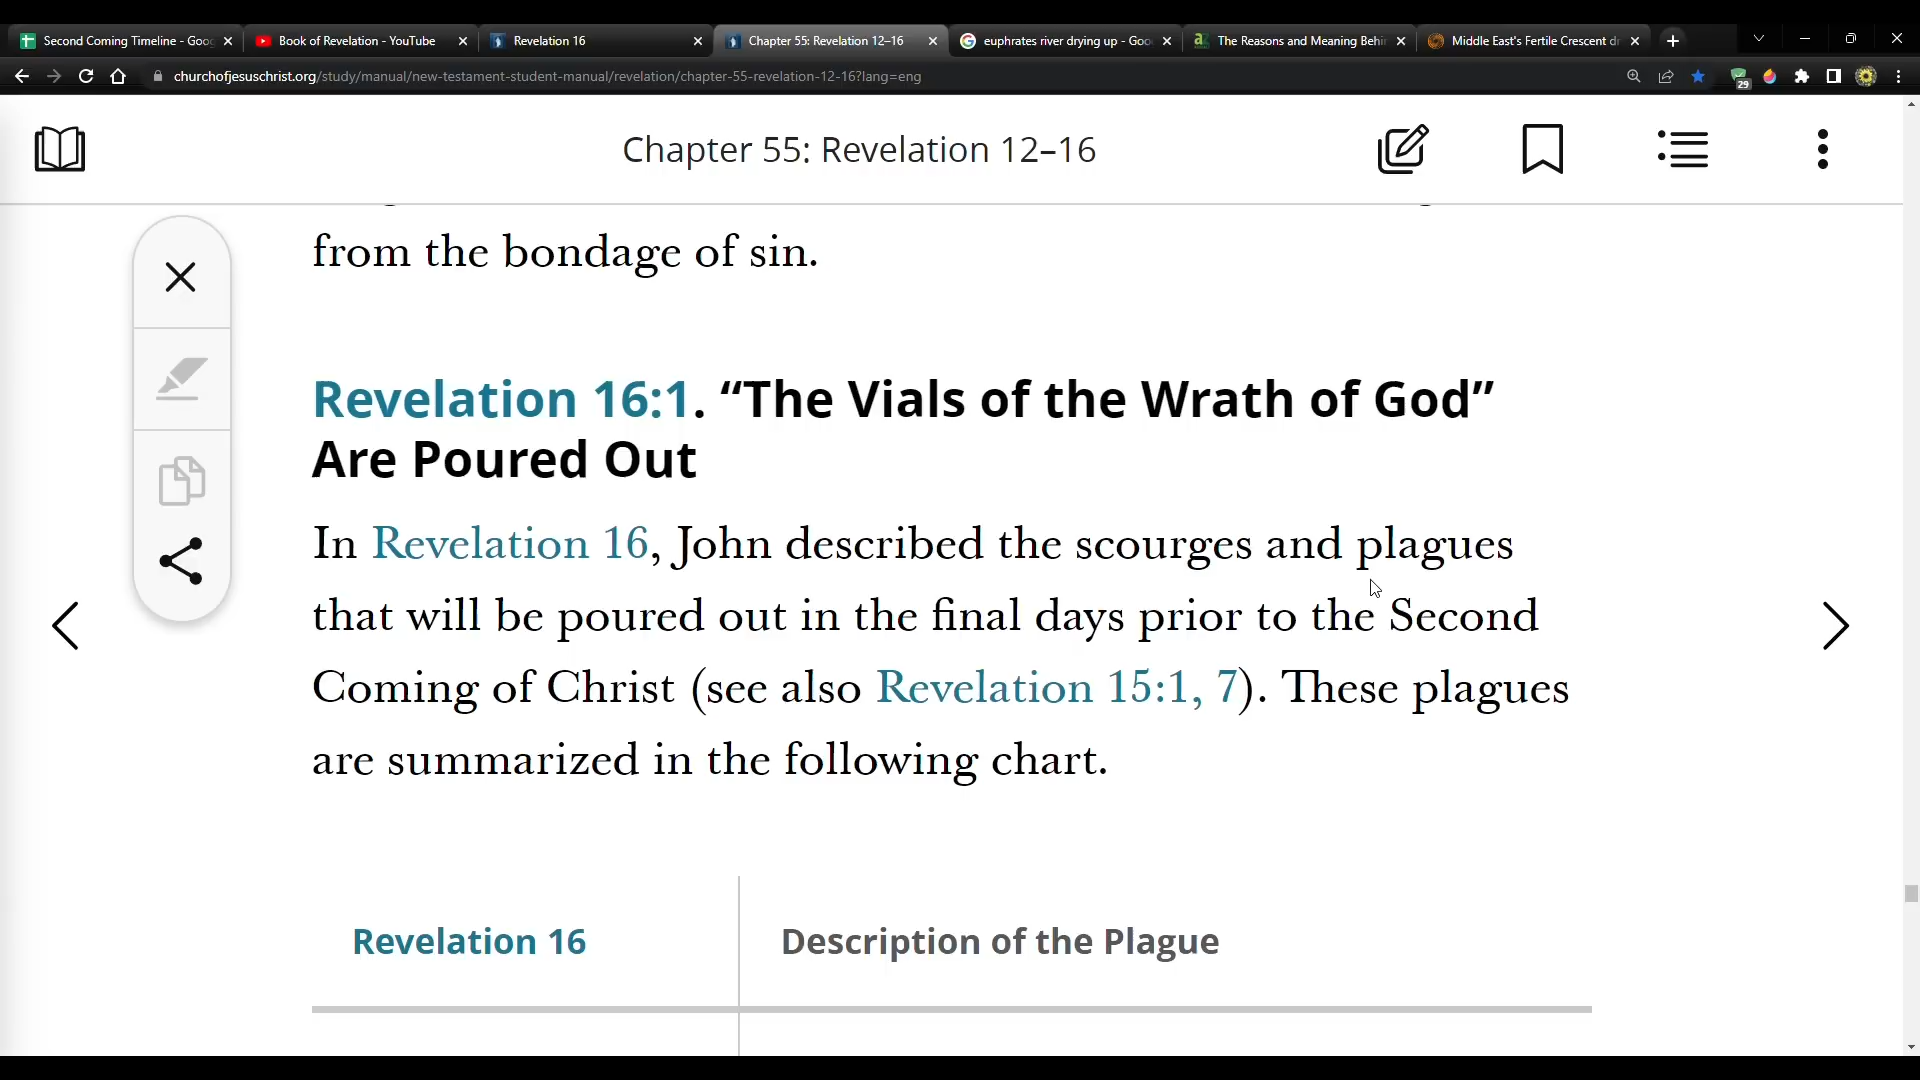 Second Coming Timeline - Goog
Book of Revelation - YouTube
Revelation 16
Chapter 55: Revelation 12–16
euphrates river drying up - Goo
The Reasons and Meaning Behi
Middle East's Fertile Crescent dr
churchofjesuschrist.org/study/manual/new-testament-student-manual/revelation/chapter-55-revelation-12-16?lang=eng
29
Chapter 55: Revelation 12–16
from the bondage of sin.
Revelation 16:1. “The Vials of the Wrath of God”
Are Poured Out
In Revelation 16, John described the scourges and plagues
that will be poured out in the final days prior to the Second
Coming of Christ (see also Revelation 15:1, 7). These plagues
are summarized in the following chart.
Revelation 16
Description of the Plague